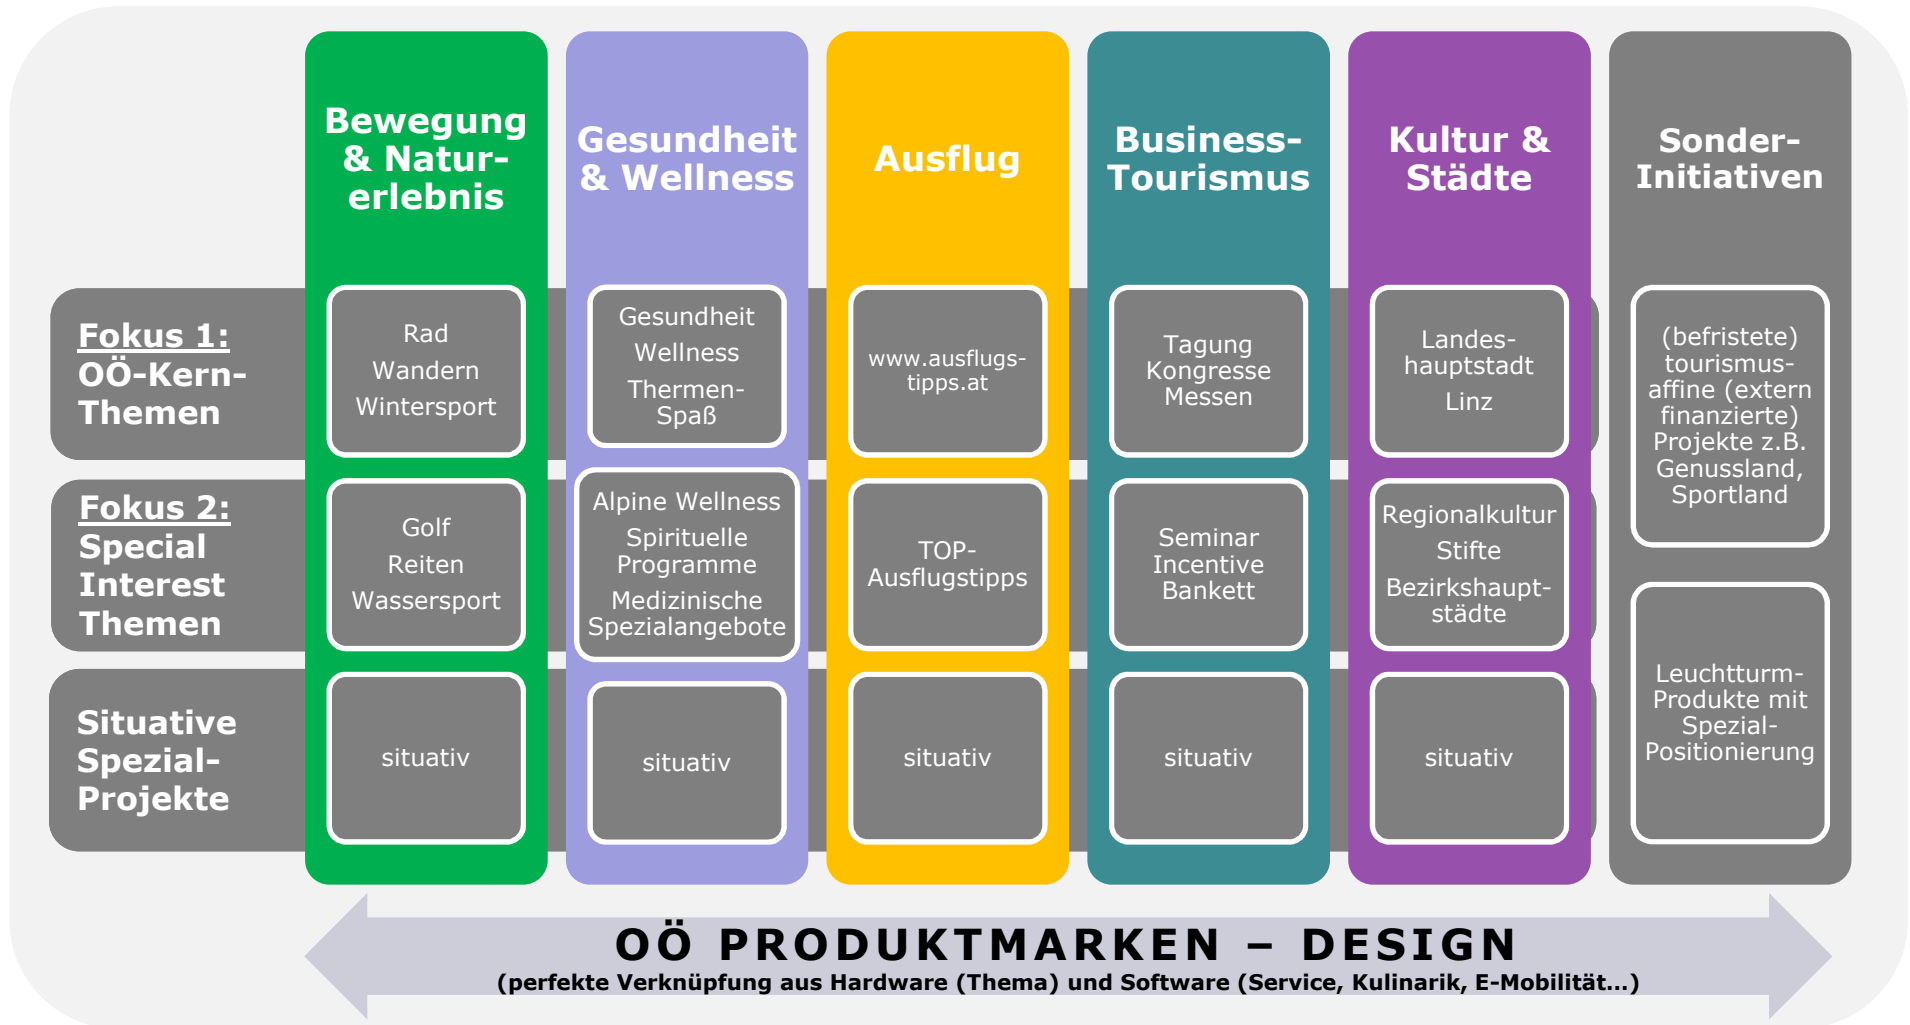 Bewegung
& Natur-
erlebnis
Gesundheit
& Wellness
Ausflug
Business-
Tourismus
Kultur &
Städte
Sonder-
Initiativen
Fokus 1:
OÖ-Kern-
Themen
Rad
Wandern
Wintersport
Gesundheit
Wellness
Thermen-
Spaß
www.ausflugs-
tipps.at
Tagung
Kongresse
Messen
Landes-
hauptstadt
Linz
(befristete)
tourismus-
affine (extern
finanzierte)
Projekte z.B.
Genussland,
Sportland
Fokus 2:
Special
Interest
Themen
Golf
Reiten
Wassersport
Alpine Wellness
Spirituelle
Programme
Medizinische
Spezialangebote
TOP-
Ausflugstipps
Seminar
Incentive
Bankett
Regionalkultur
Stifte
Bezirkshaupt-
städte
Leuchtturm-
Produkte mit
Spezial-
Positionierung
Situative
Spezial-
Projekte
situativ
situativ
situativ
situativ
situativ
OÖ PRODUKTMARKEN – DESIGN
(perfekte Verknüpfung aus Hardware (Thema) und Software (Service, Kulinarik, E-Mobilität...)